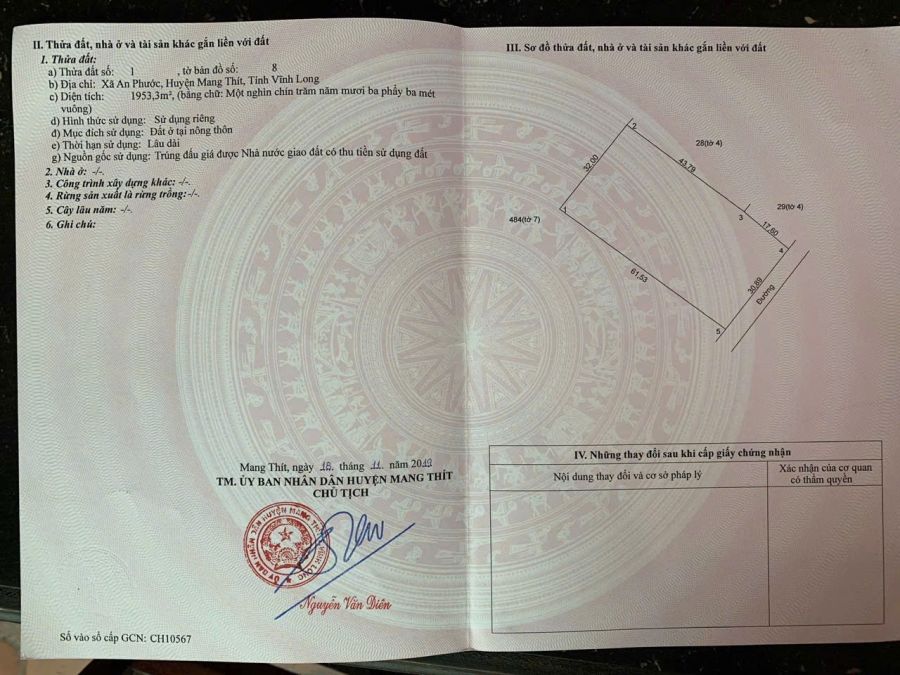 II. Thửa đất, nhà ở và tài sản khác gắn liền với đất
1. Thửa đất:
a) Thửa đất số: 1 , tờ bản đồ số: 8
b) Địa chỉ: Xã An Phước, Huyện Mang Thít, Tỉnh Vĩnh Long
c) Diện tích: 1953,3m², (bằng chữ: Một nghìn chín trăm năm mươi ba phẩy ba mét
vuông)
d) Hình thức sử dụng: Sử dụng riêng
đ) Mục đích sử dụng: Đất ở tại nông thôn
e) Thời hạn sử dụng: Lâu dài
g) Nguồn gốc sử dụng: Trúng đấu giá được Nhà nước giao đất có thu tiền sử dụng đất
2. Nhà ở: -/-.
3. Công trình xây dựng khác: -/-.
4. Rừng sản xuất là rừng trồng:-/-.
5. Cây lâu năm: -/-.
6. Ghi chú:
Mang Thít, ngày 18. tháng 11. năm 2019
TM. ỦY BAN NHÂN DÂN HUYỆN MANG THÍT
CHỦ TỊCH
Nguyễn Văn Diên
Số vào sổ cấp GCN: CH10567
III. Sơ đồ thửa đất, nhà ở và tài sản khác gắn liền với đất
2
28(tờ 4)
32.00
43.79
1
3
29(tờ 4)
484(tờ 7)
17.60
4
61.53
30.89
Đường
5
IV. Những thay đổi sau khi cấp giấy chứng nhận
Nội dung thay đổi và cơ sở pháp lý
Xác nhận của cơ quan
có thẩm quyền